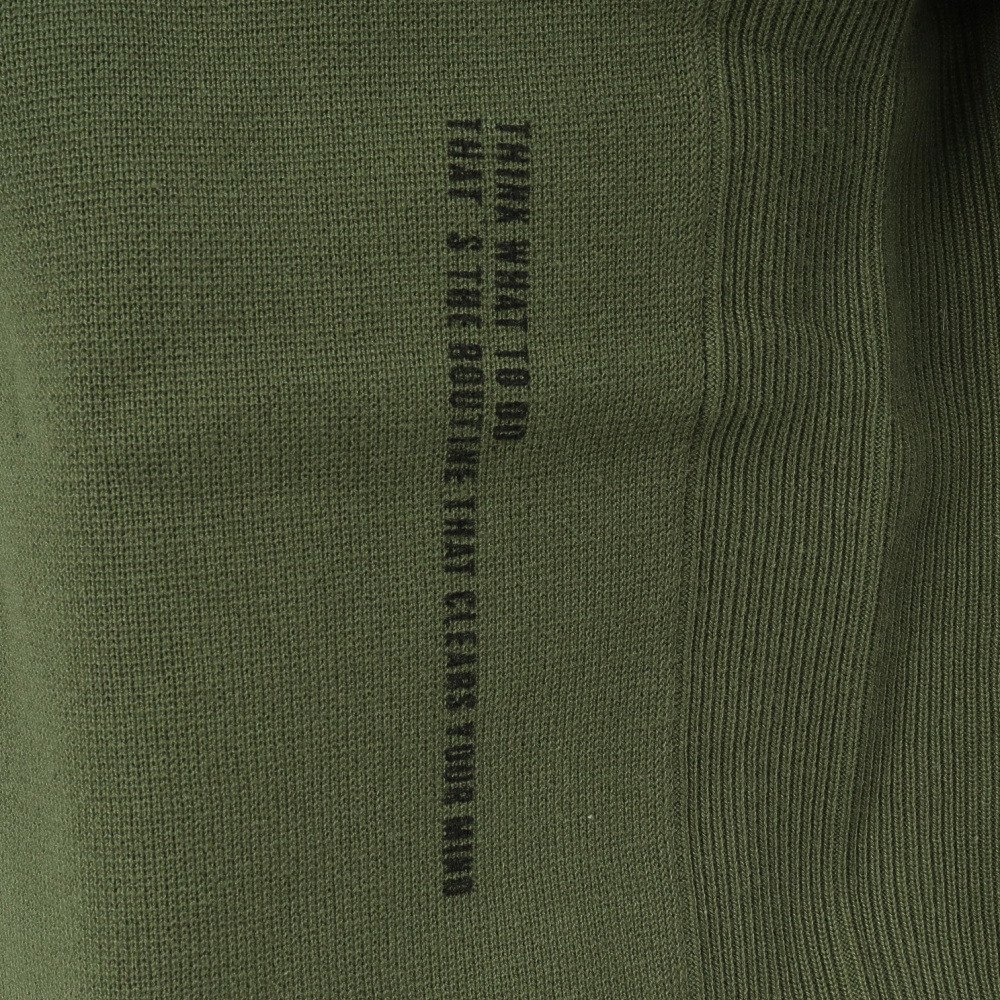 THINK WHAT TO DO
THAT S THE ROUTINE THAT CLEARS YOUR MIND